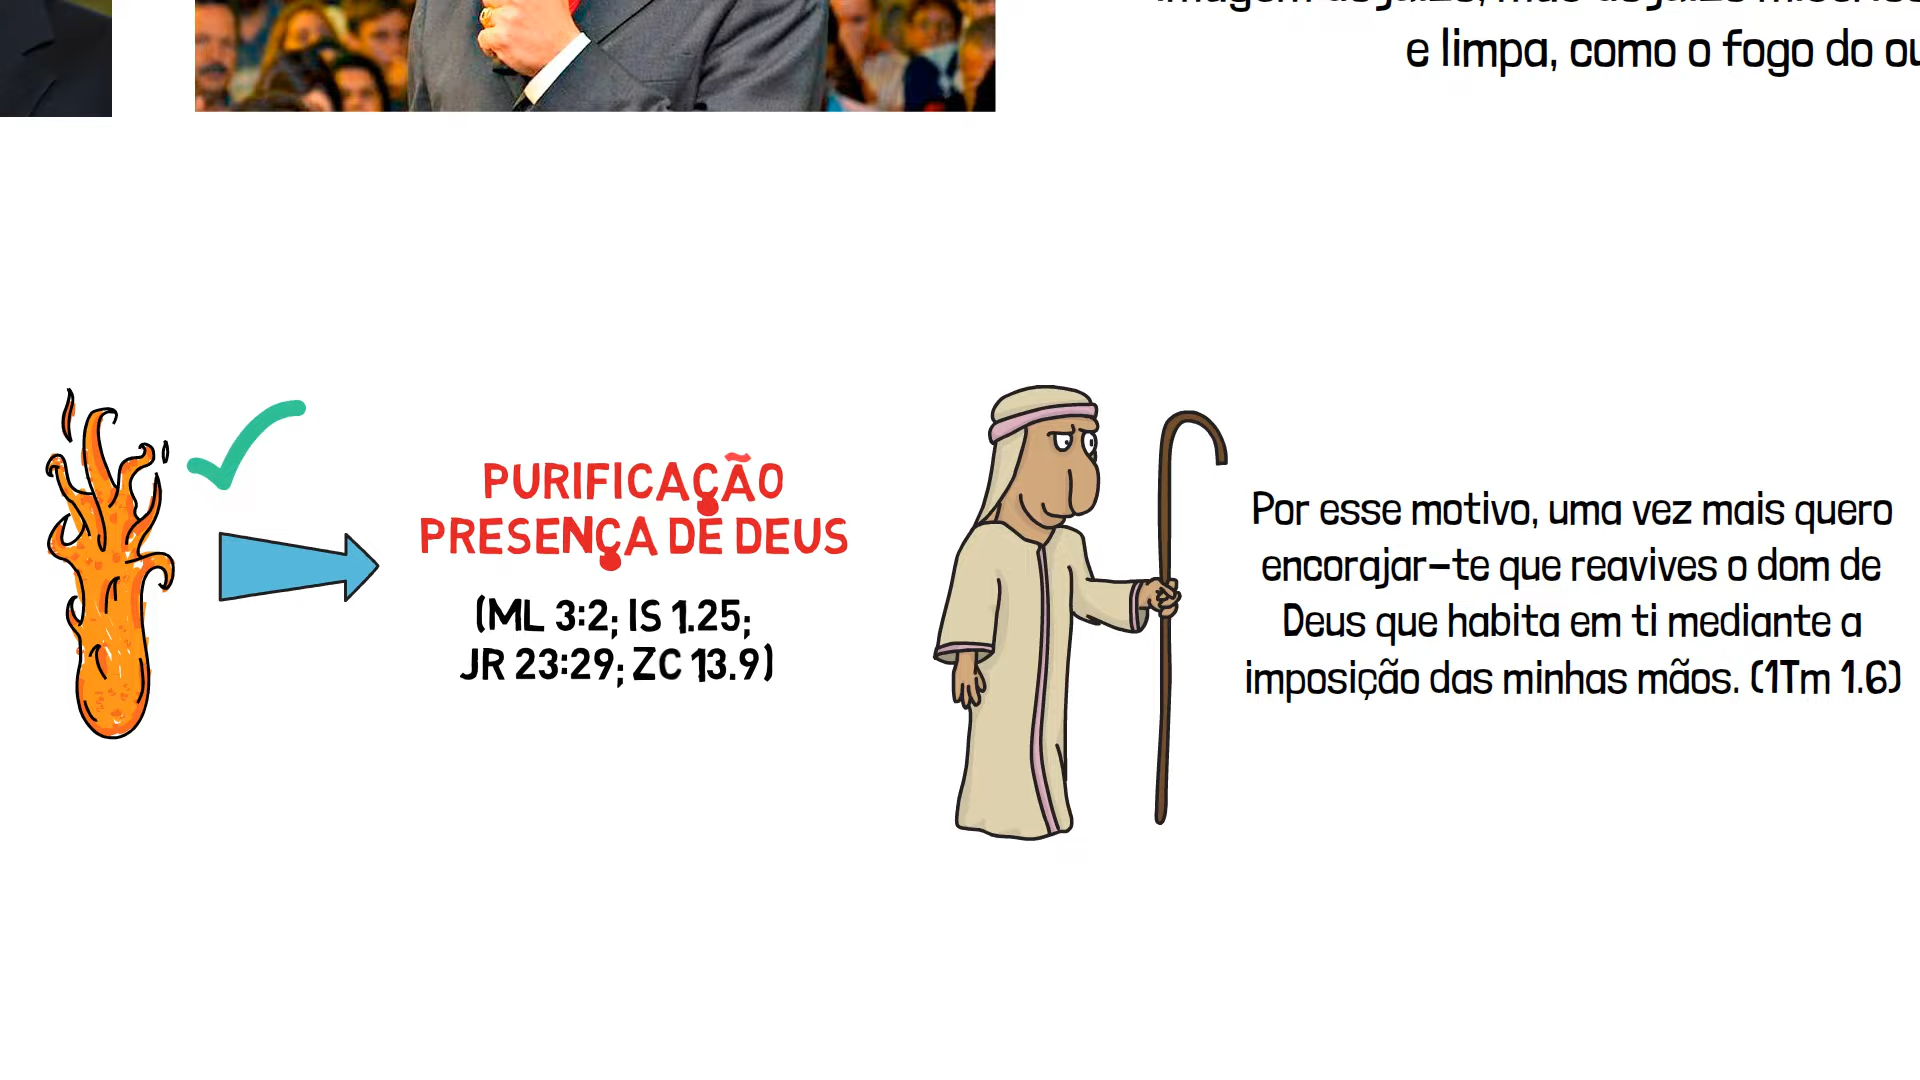 e limpa, como o fogo do
PURIFICAÇÃO
PRESENÇA DE DEUS
(ML 3:2; IS 1.25;
JR 23:29; ZC 13.9)
Por esse motivo, uma vez mais quero
encorajar-te que reavives o dom de
Deus que habita em ti mediante a
imposição das minhas mãos. (1Tm 1.6)